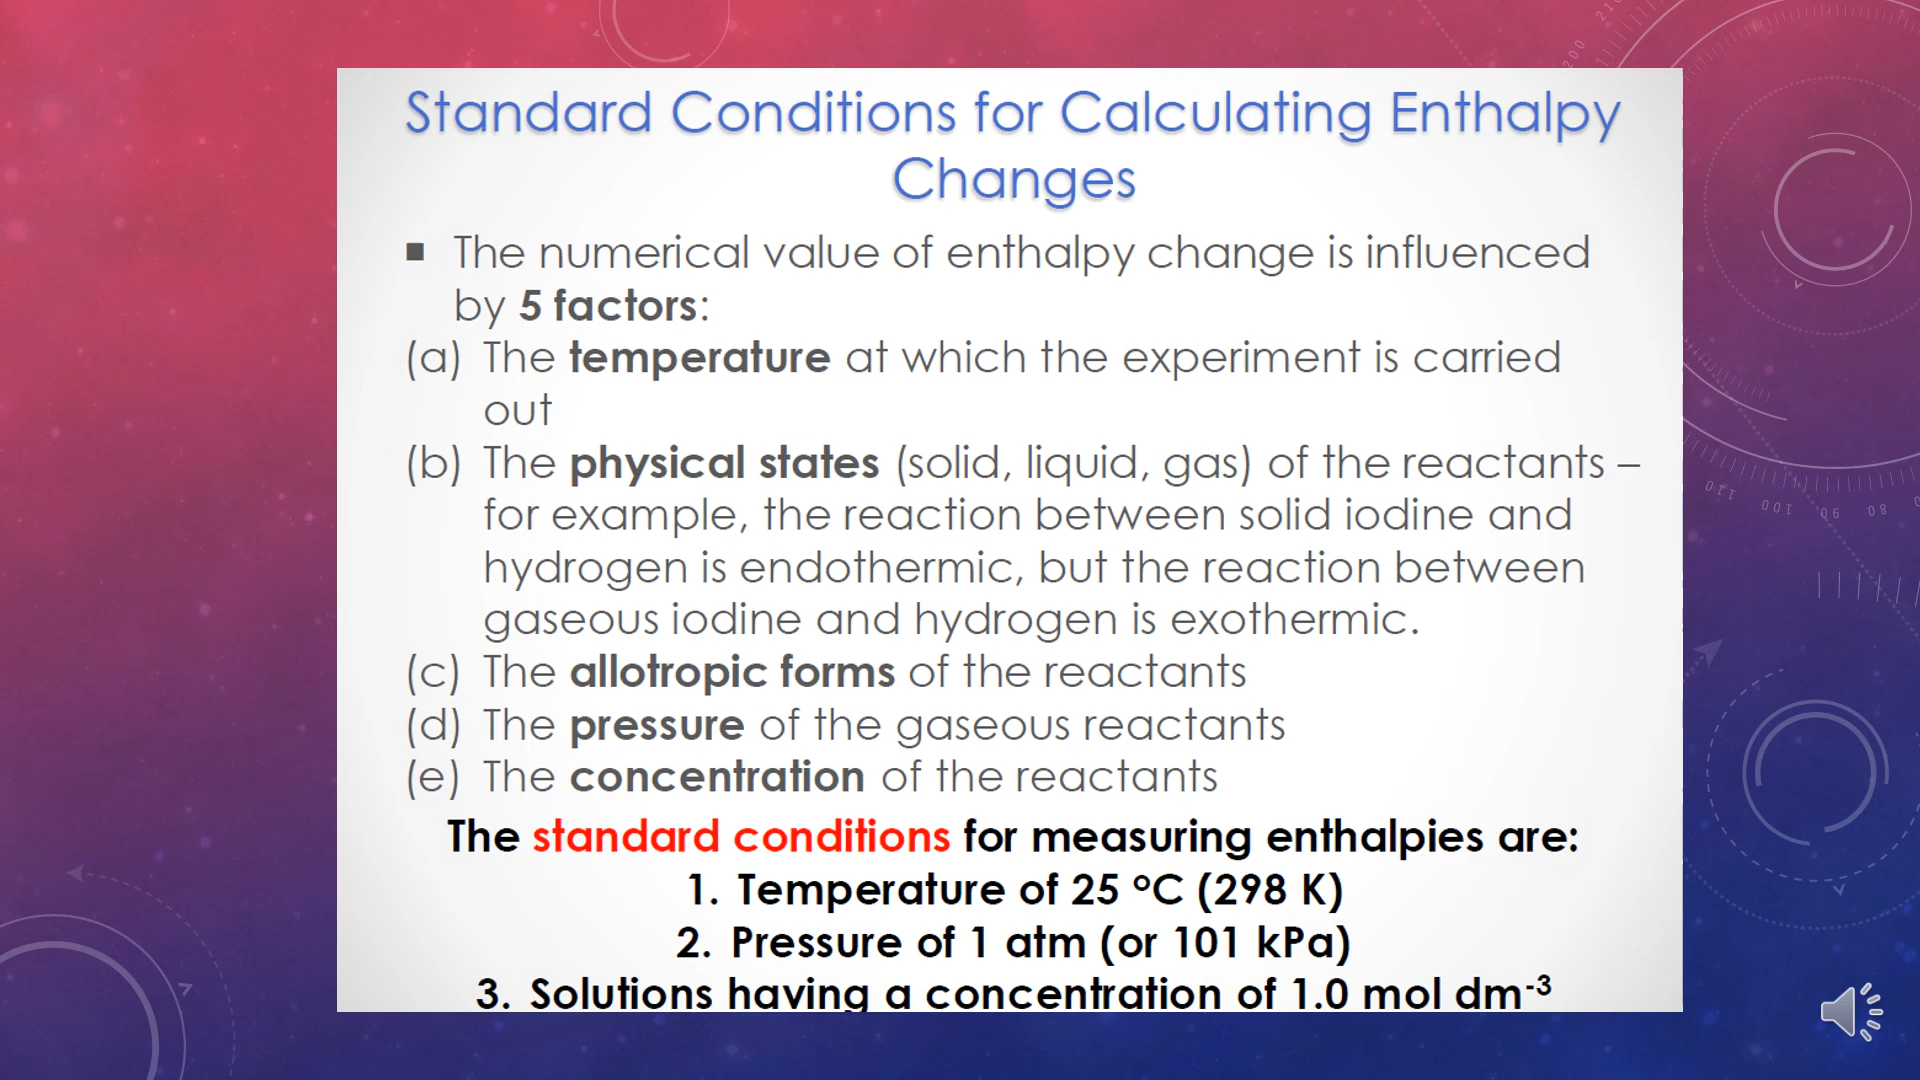 Standard Conditions for Calculating Enthalpy
Changes
▪ The numerical value of enthalpy change is influenced
by 5 factors:
(a) The temperature at which the experiment is carried
out
(b) The physical states (solid, liquid, gas) of the reactants –
for example, the reaction between solid iodine and
hydrogen is endothermic, but the reaction between
gaseous iodine and hydrogen is exothermic.
(c) The allotropic forms of the reactants
(d) The pressure of the gaseous reactants
(e) The concentration of the reactants
The standard conditions for measuring enthalpies are:
1. Temperature of 25 °C (298 K)
2. Pressure of 1 atm (or 101 kPa)
3. Solutions having a concentration of 1.0 mol dm⁻³
200
110
100
90
80